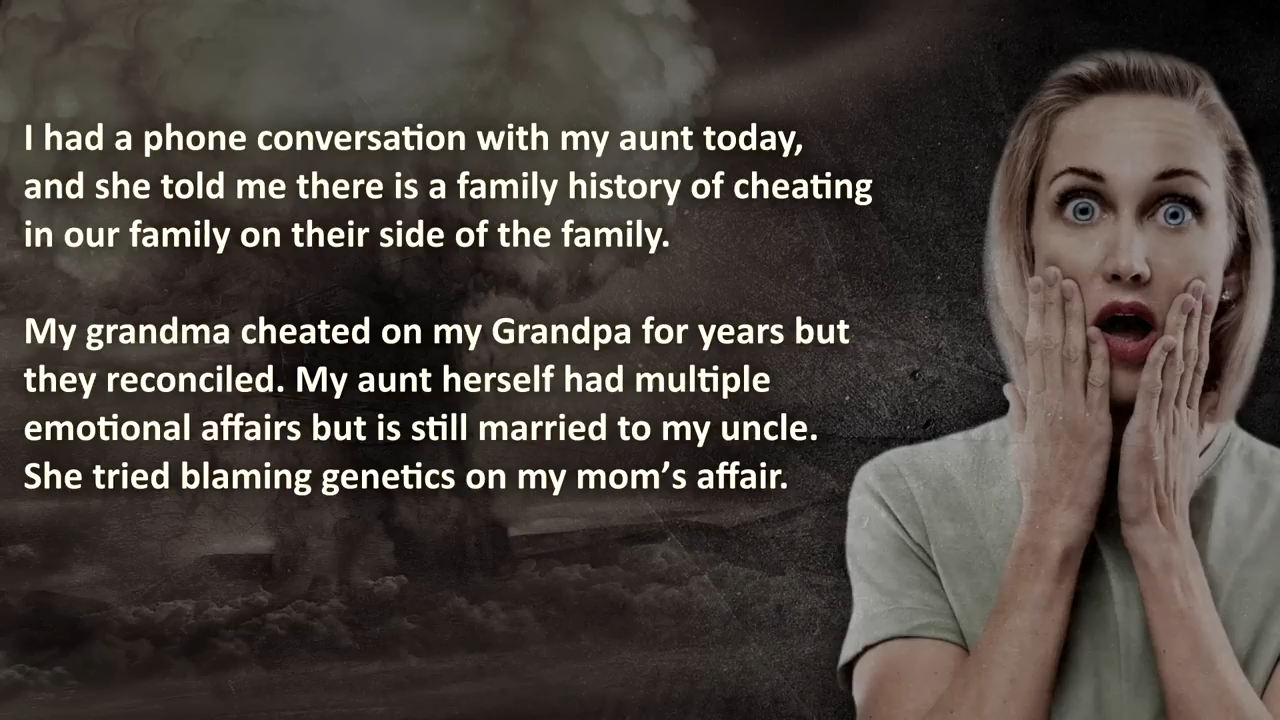 I had a phone conversation with my aunt today,
and she told me there is a family history of cheating
in our family on their side of the family.
My grandma cheated on my Grandpa for years but
they reconciled. My aunt herself had multiple
emotional affairs but is still married to my uncle.
She tried blaming genetics on my mom’s affair.